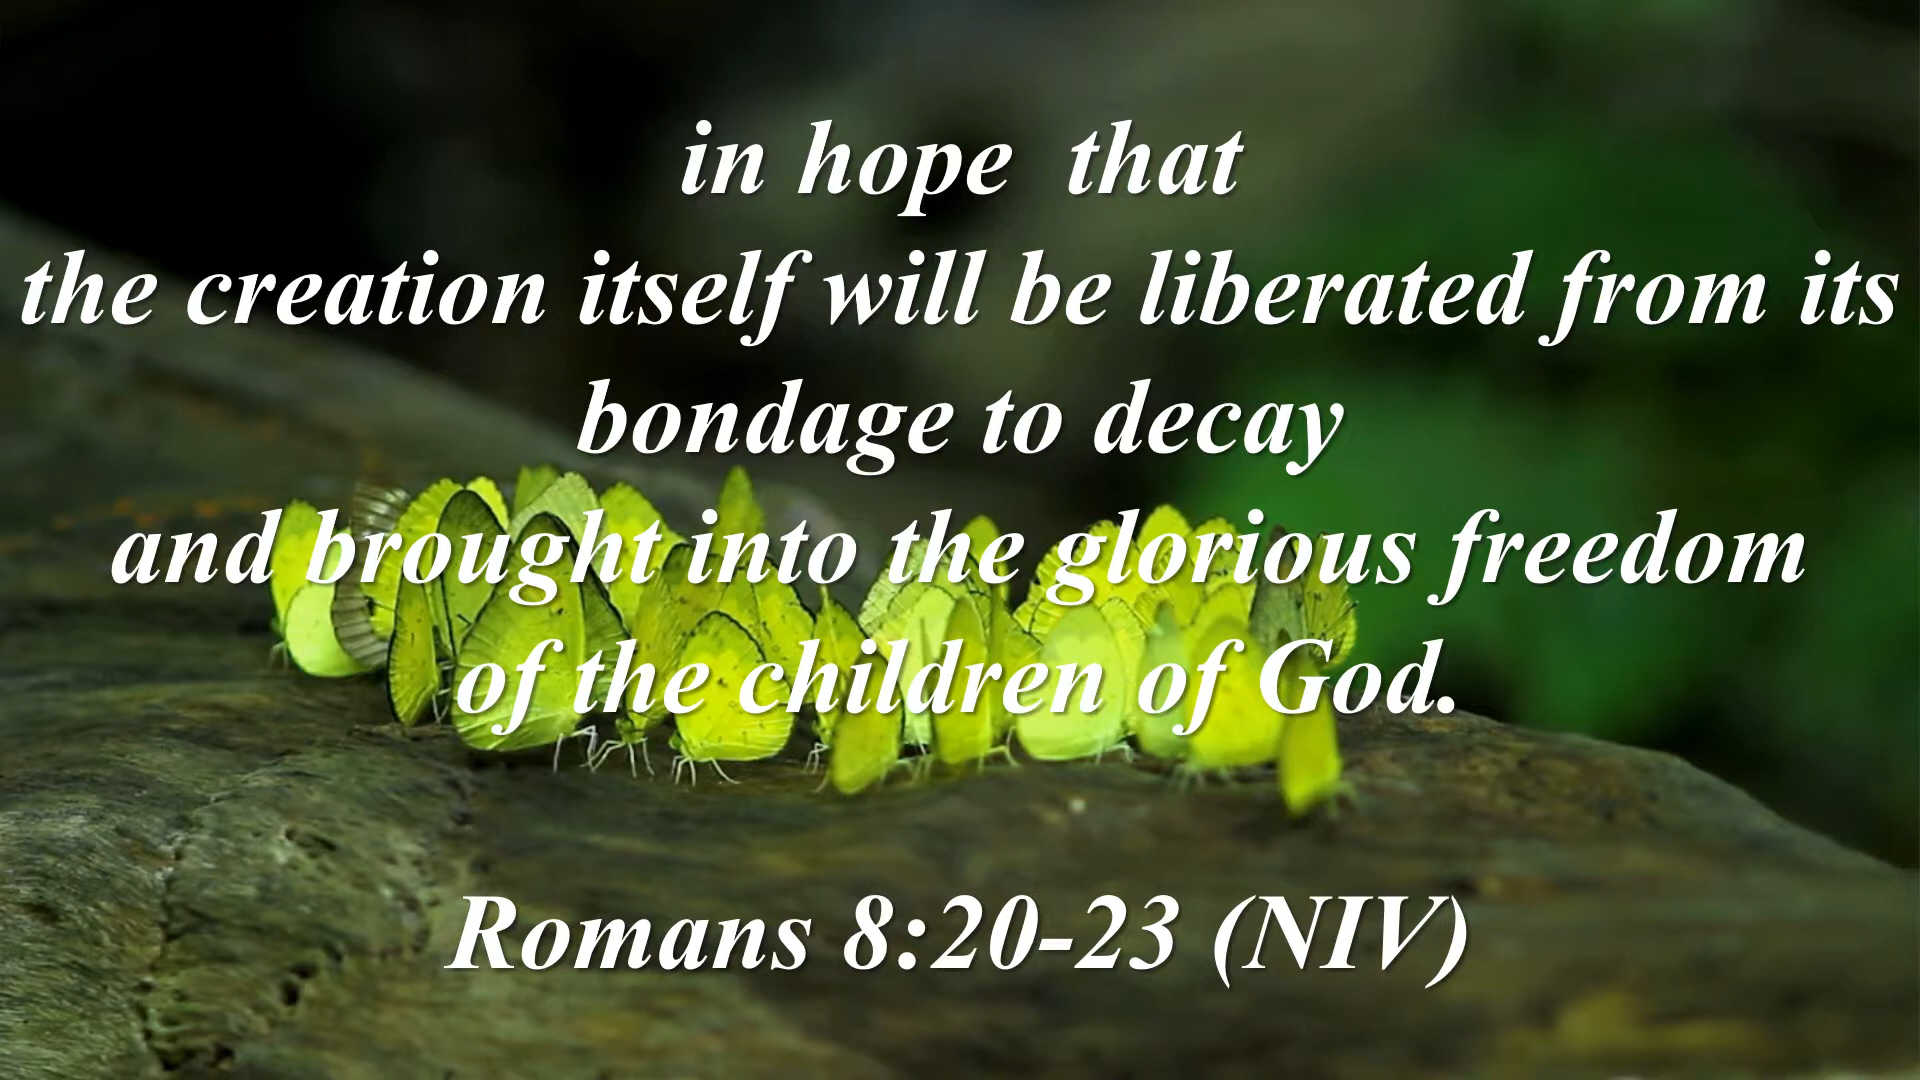 in hope  that
the creation itself will be liberated from its
bondage to decay
and brought into the glorious freedom
of the children of God.
Romans 8:20-23 (NIV)